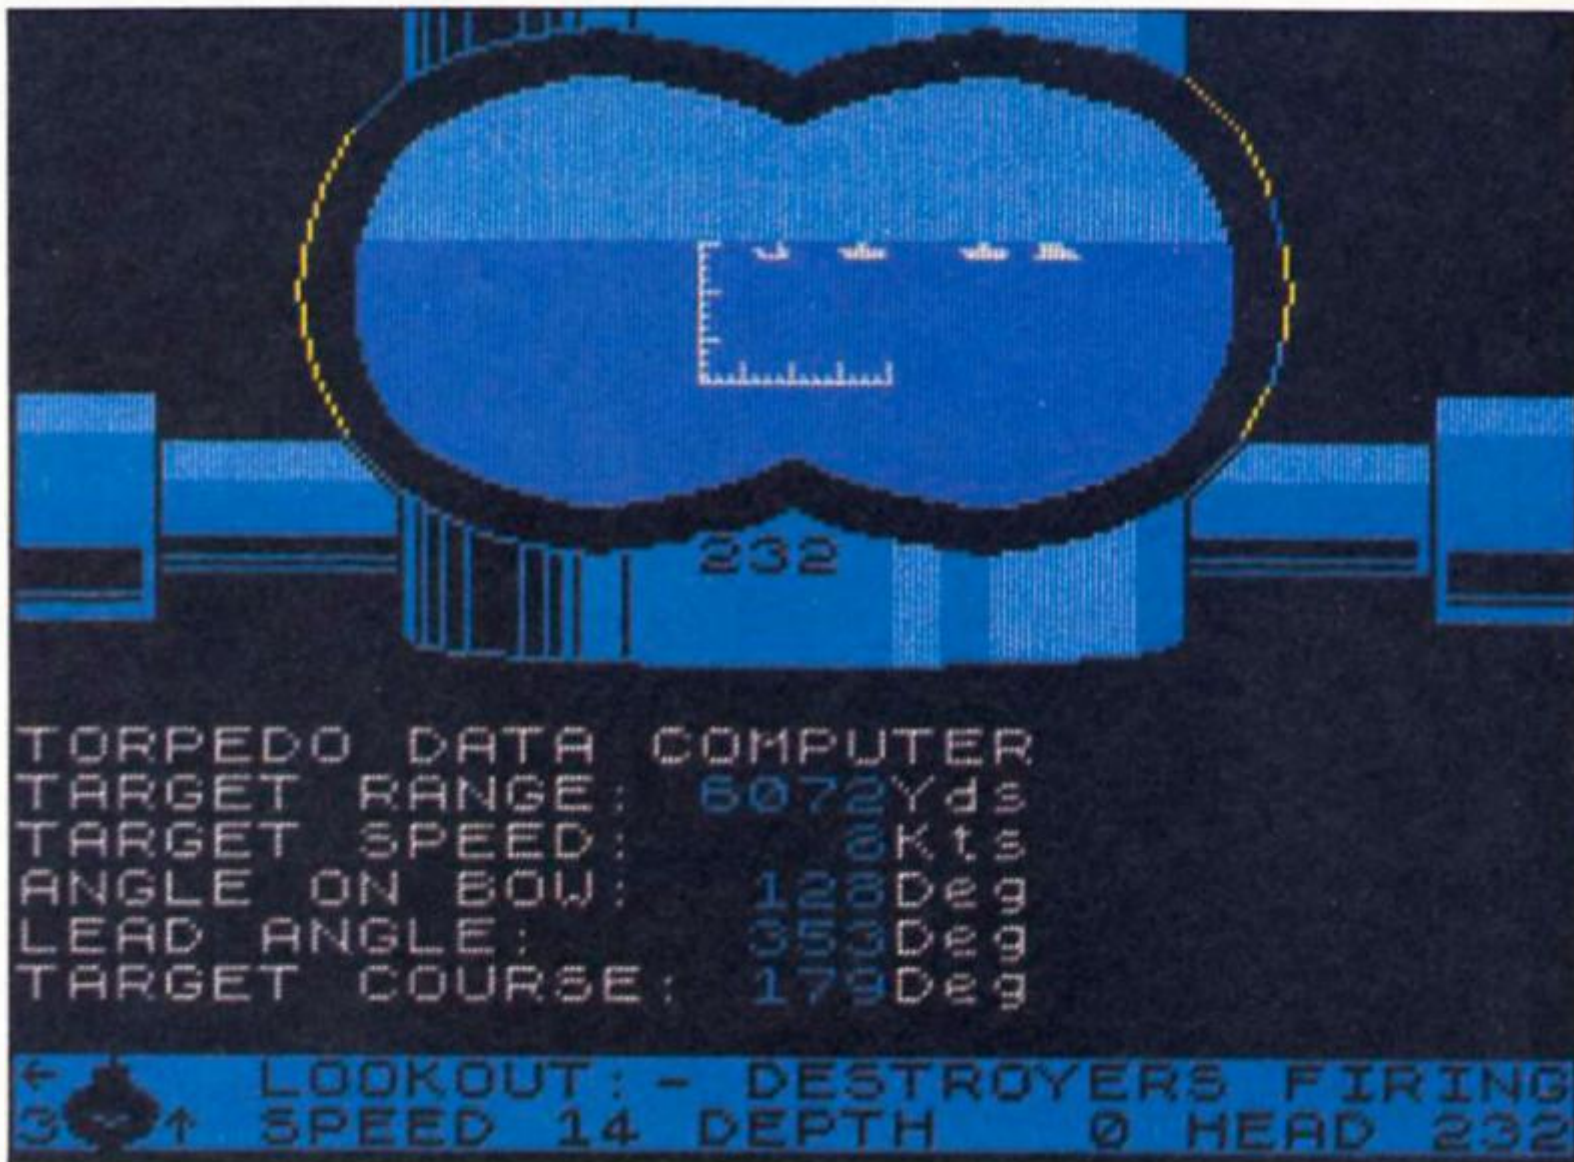 232
TORPEDO DATA COMPUTER
TARGET RANGE: 6072Yds
TARGET SPEED: 8Kts
ANGLE ON BOW: 128Deg
LEAD ANGLE: 353Deg
TARGET COURSE: 179Deg
← LOOKOUT:- DESTROYERS FIRING
3 ↑ SPEED 14 DEPTH 0 HEAD 232